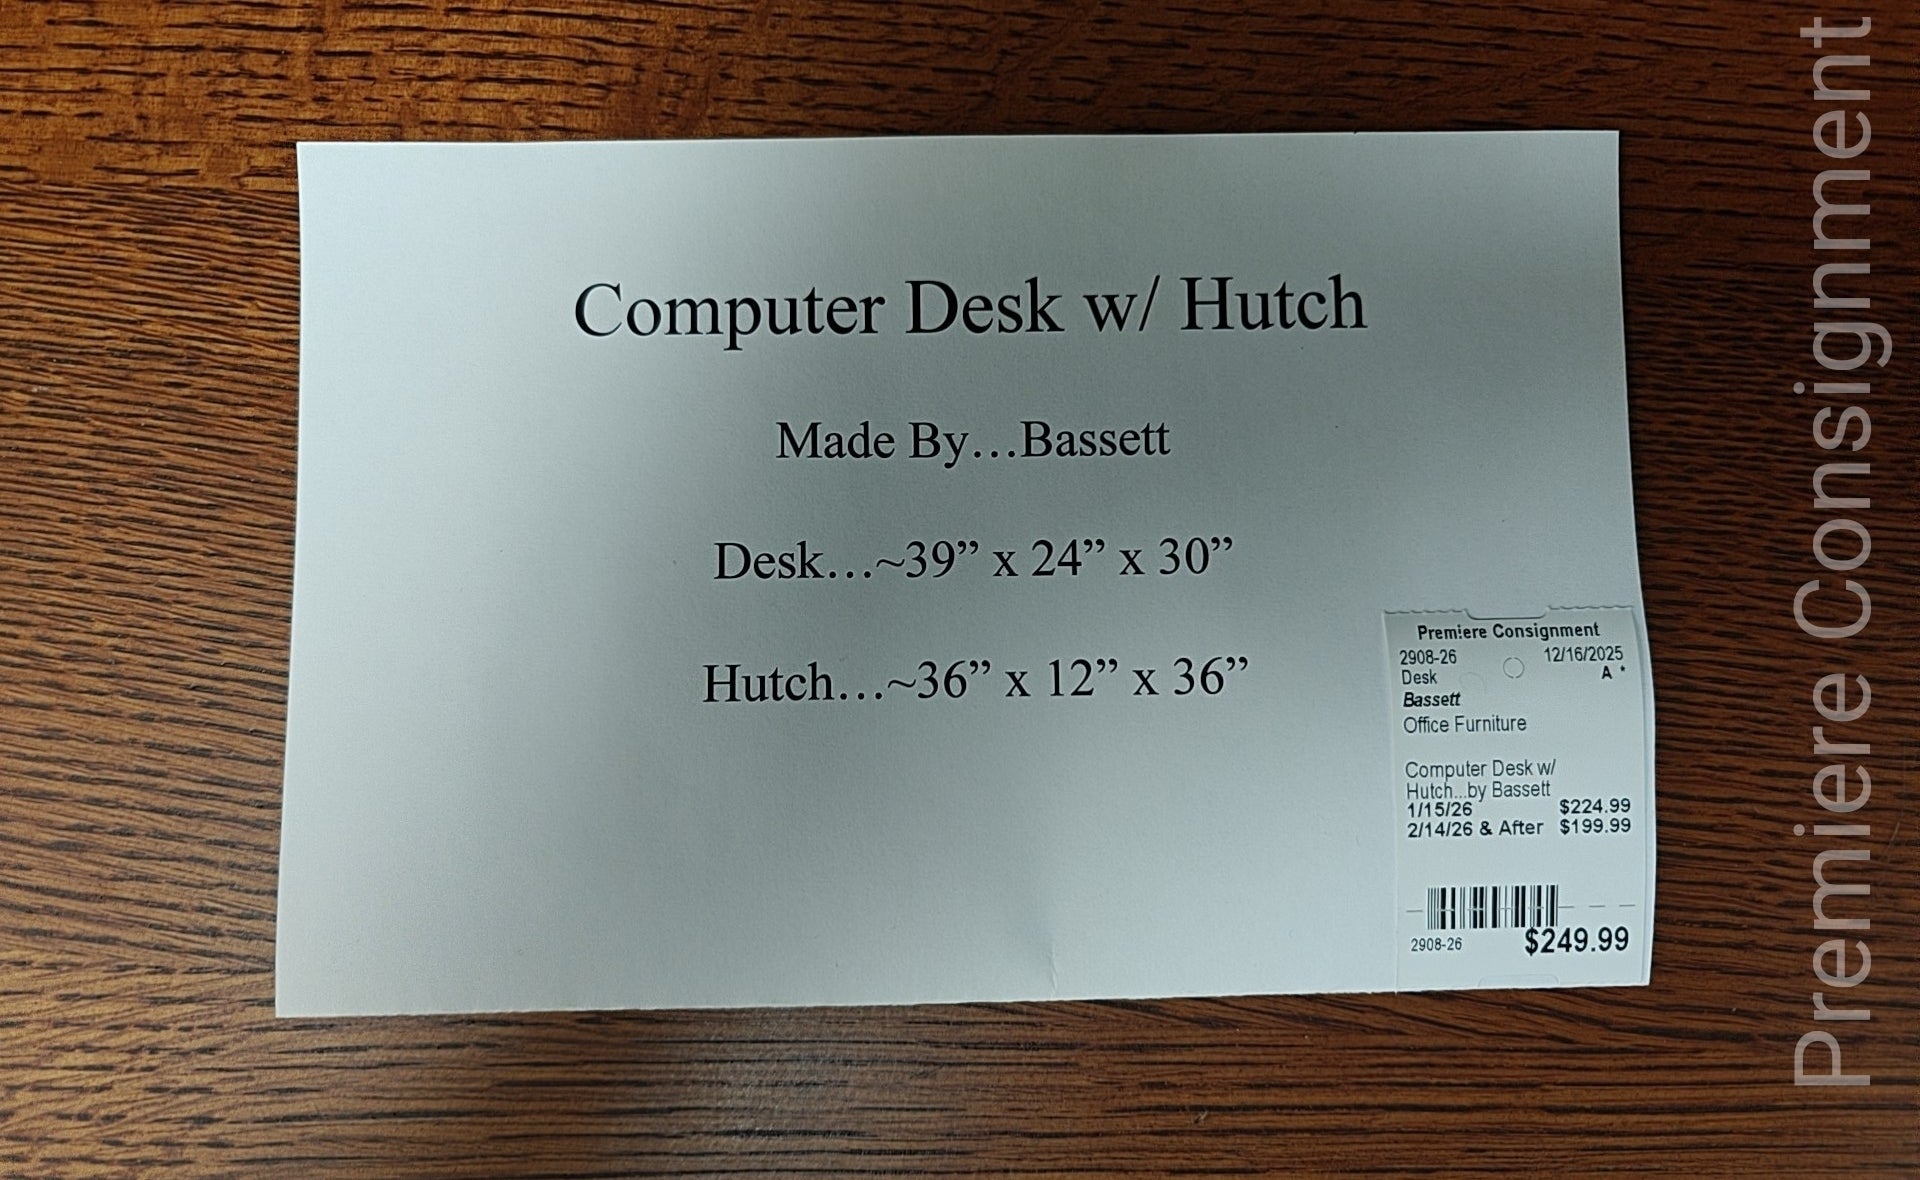 Computer Desk w/ Hutch
Made By…Bassett
Desk…~39” x 24” x 30”
Hutch…~36” x 12” x 36”
Premiere Consignment
2908-26 12/16/2025
Desk A *
Bassett
Office Furniture
Computer Desk w/
Hutch...by Bassett
1/15/26 $224.99
2/14/26 & After $199.99
2908-26 $249.99
Premiere Consignment